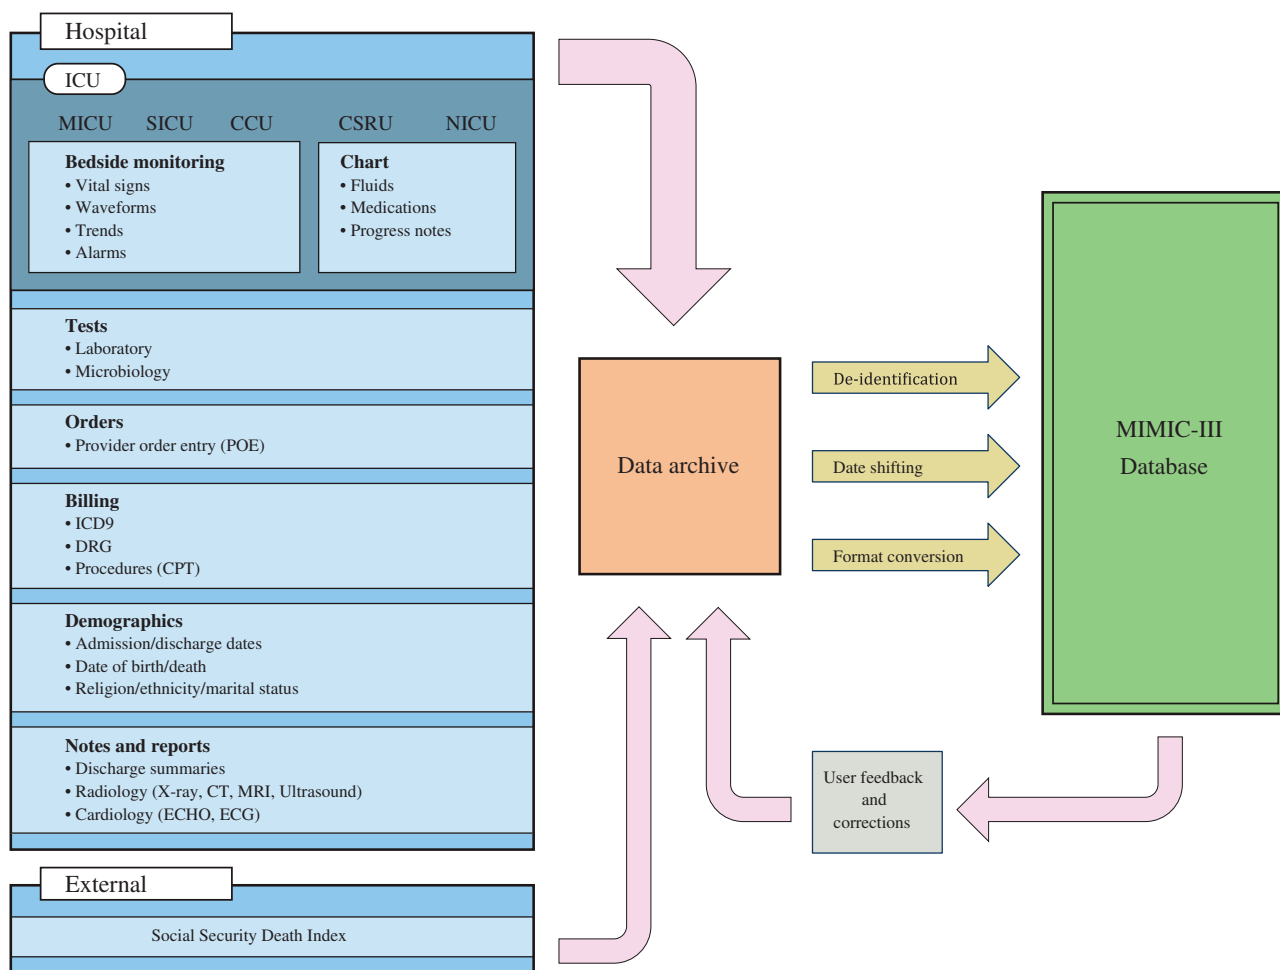 Hospital
ICU
MICU SICU CCU CSRU NICU
Bedside monitoring
• Vital signs
• Waveforms
• Trends
• Alarms
Chart
• Fluids
• Medications
• Progress notes
Tests
• Laboratory
• Microbiology
Orders
• Provider order entry (POE)
Billing
• ICD9
• DRG
• Procedures (CPT)
Demographics
• Admission/discharge dates
• Date of birth/death
• Religion/ethnicity/marital status
Notes and reports
• Discharge summaries
• Radiology (X-ray, CT, MRI, Ultrasound)
• Cardiology (ECHO, ECG)
External
Social Security Death Index
Data archive
De-identification
Date shifting
Format conversion
MIMIC-III
Database
User feedback
and
corrections